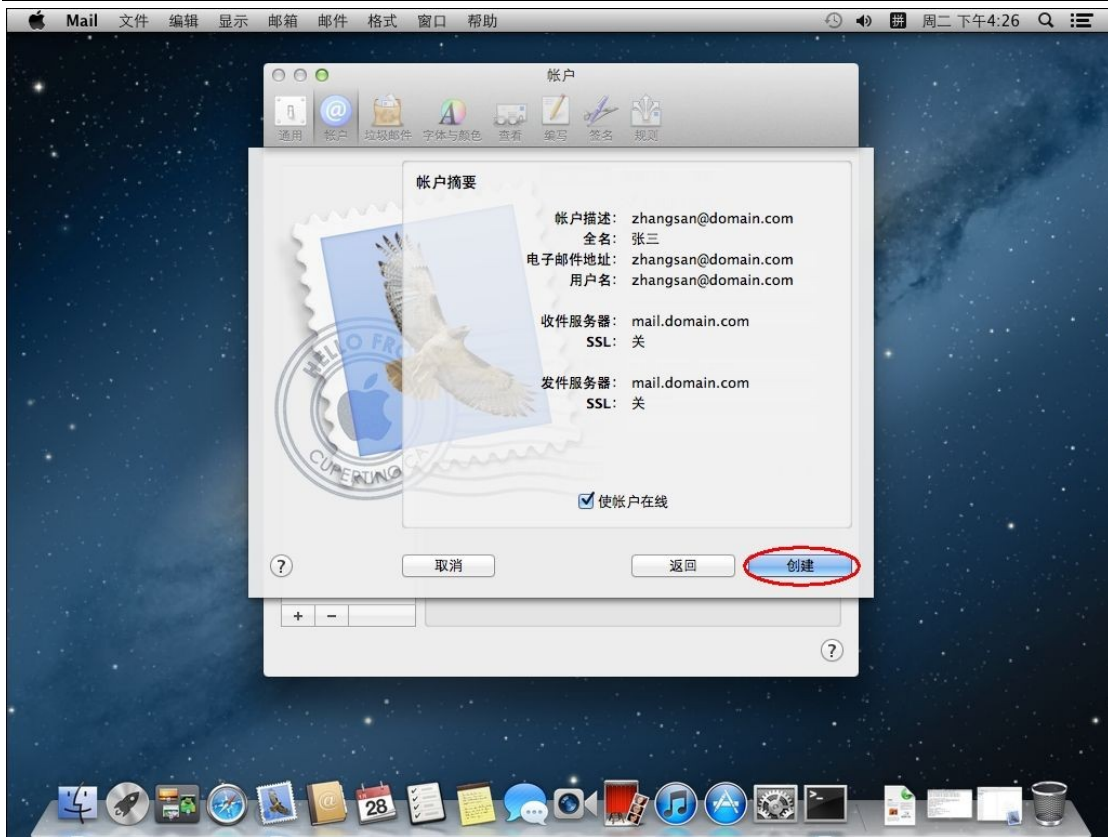 Mail 文件 编辑 显示 邮箱 邮件 格式 窗口 帮助 拼 周二 下午4:26
帐户
通用 帐户 垃圾邮件 字体与颜色 查看 编写 签名 规则
帐户摘要
帐户描述： zhangsan@domain.com
全名： 张三
电子邮件地址： zhangsan@domain.com
用户名： zhangsan@domain.com
收件服务器： mail.domain.com
SSL： 关
发件服务器： mail.domain.com
SSL： 关
HELLO FRO
CUPERTINO CA
使帐户在线
? 取消 返回 创建
+ −
?
28